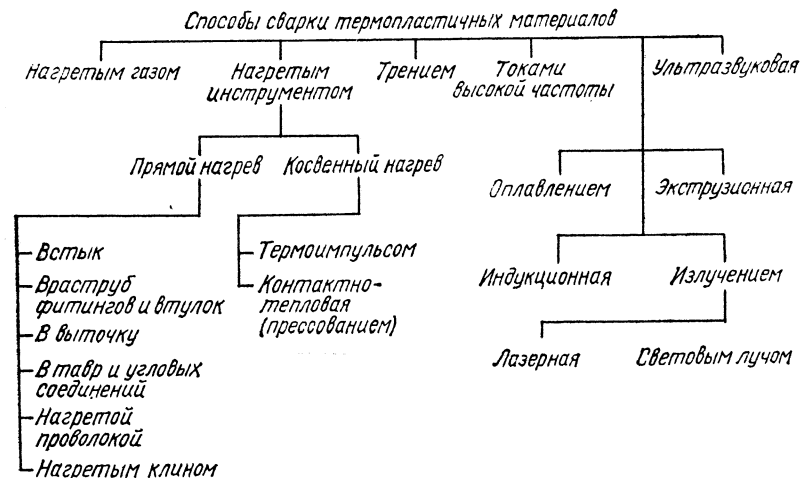 Способы сварки термопластичных материалов
Нагретым газом
Нагретым
инструментом
Трением
Токами
высокой частоты
Ультразвуковая
Прямой нагрев
Косвенный нагрев
Оплавлением
Экструзионная
Встык
Враструб
фитингов и втулок
В выточку
В тавр и угловых
соединений
Нагретой
проволокой
Нагретым клином
Термоимпульсом
Контактно-
тепловая
(прессованием)
Индукционная
Излучением
Лазерная
Световым лучом